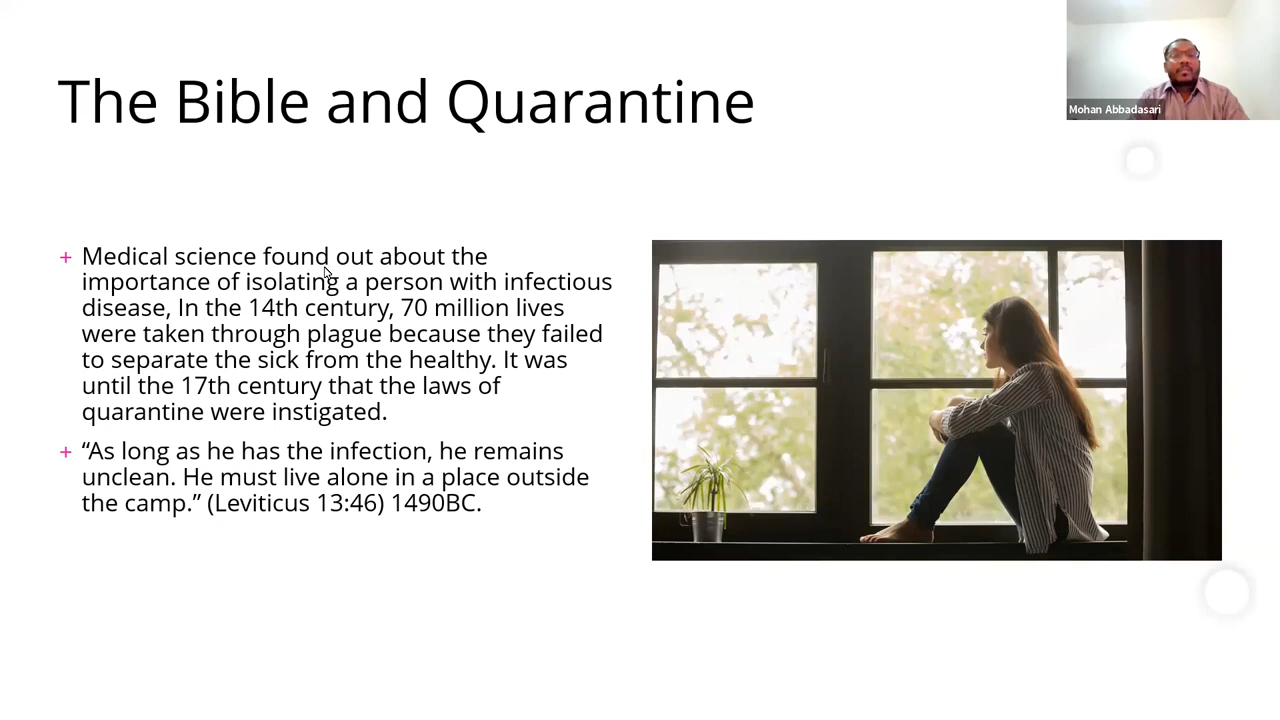 The Bible and Quarantine
Mohan Abbadasari
+ Medical science found out about the
importance of isolating a person with infectious
disease, In the 14th century, 70 million lives
were taken through plague because they failed
to separate the sick from the healthy. It was
until the 17th century that the laws of
quarantine were instigated.
+ “As long as he has the infection, he remains
unclean. He must live alone in a place outside
the camp.” (Leviticus 13:46) 1490BC.